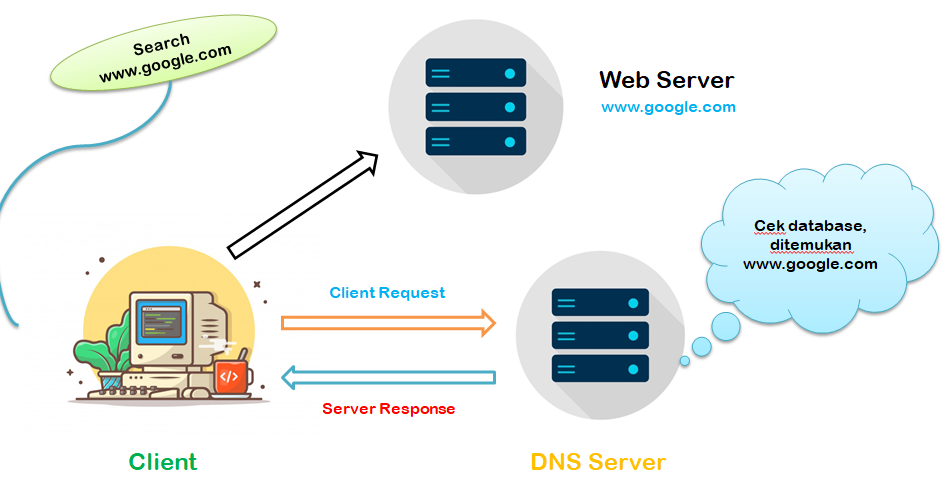 Search
www.google.com
Web Server
www.google.com
Cek database,
ditemukan
www.google.com
Client Request
</>
Server Response
Client
DNS Server